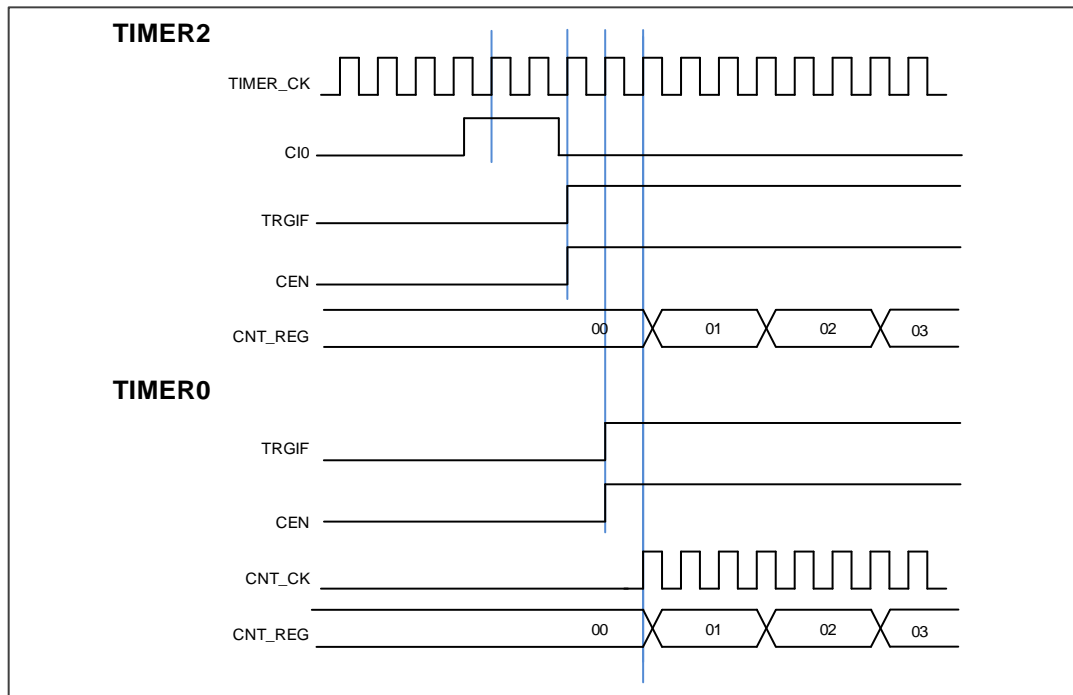 TIMER2
TIMER_CK
CI0
TRGIF
CEN
CNT_REG 00 01 02 03
TIMER0
TRGIF
CEN
CNT_CK
CNT_REG 00 01 02 03